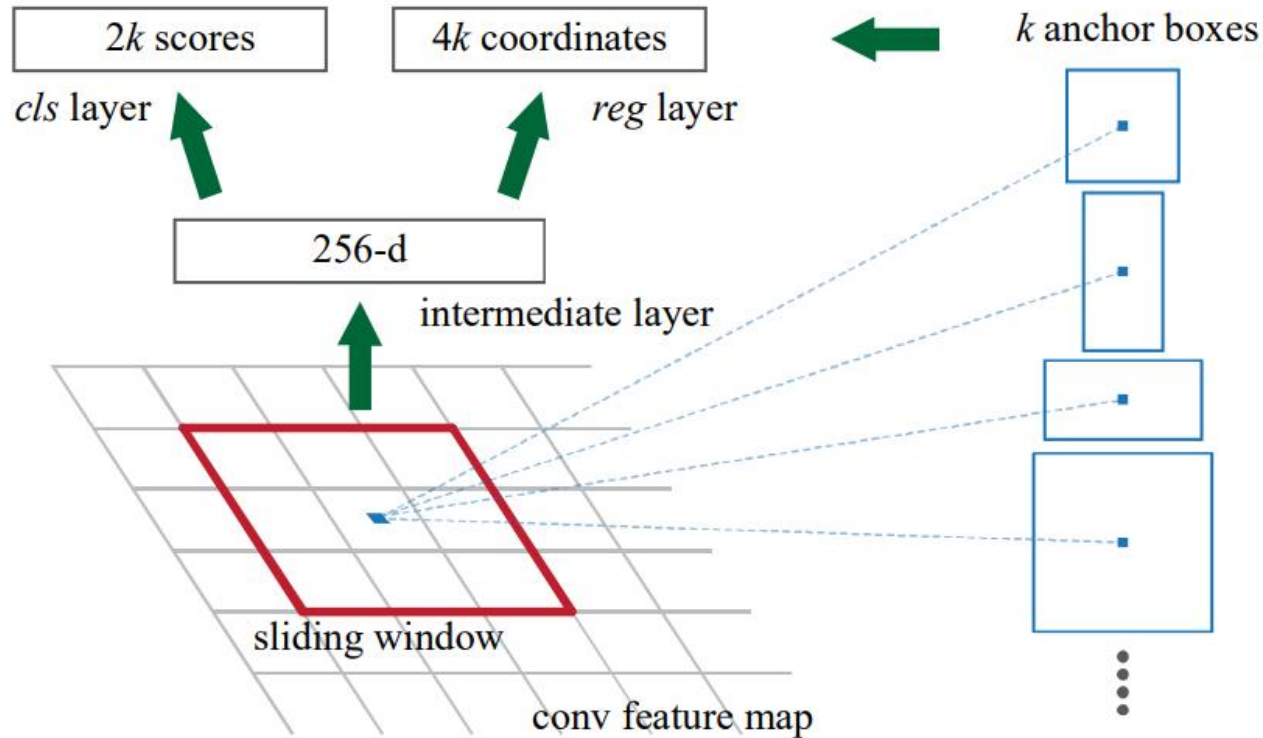 2k scores
4k coordinates
k anchor boxes
cls layer
reg layer
256-d
intermediate layer
sliding window
conv feature map